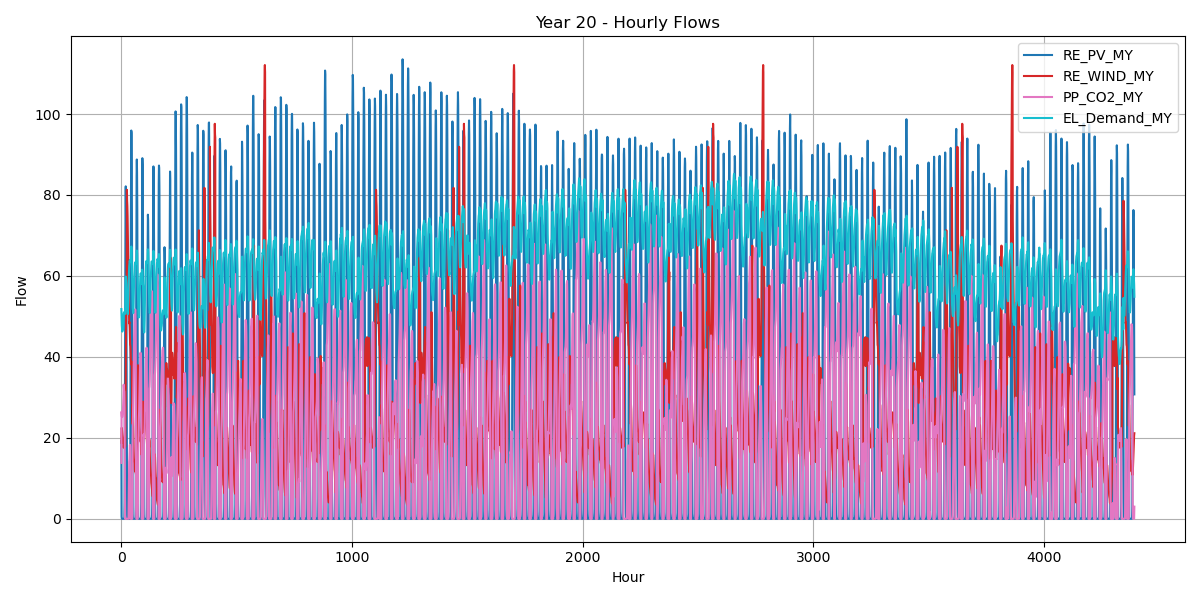 Year 20 - Hourly Flows
RE_PV_MY
RE_WIND_MY
PP_CO2_MY
EL_Demand_MY
Flow
100
80
60
40
20
0
0 1000 2000 3000 4000
Hour